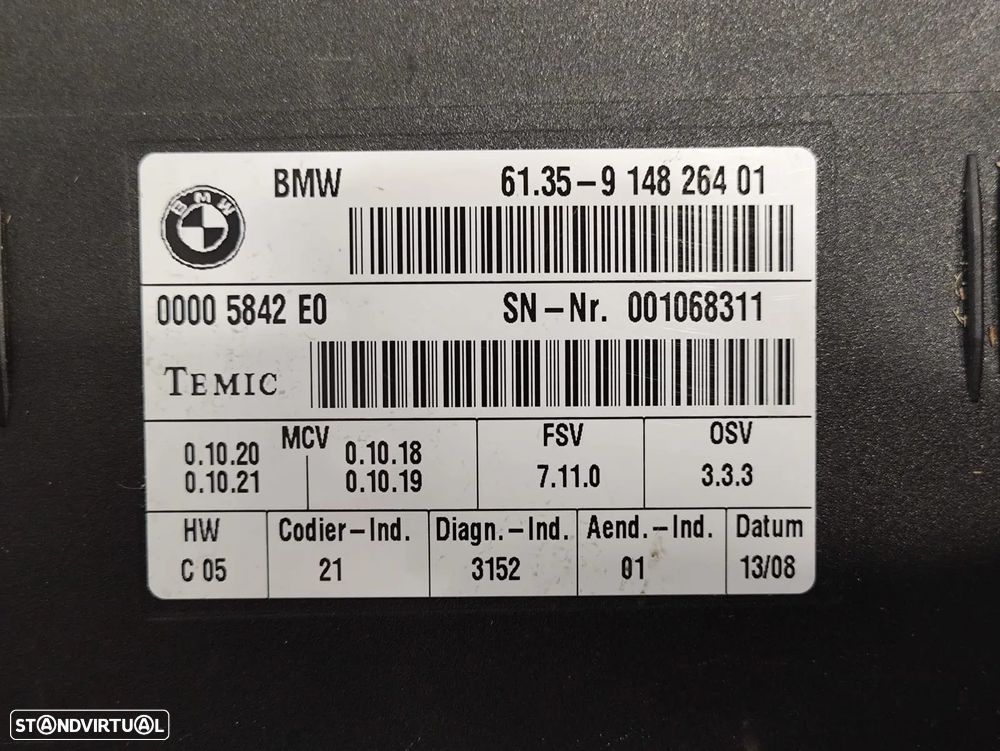 BMW 61.35-9 148 264 01
BMW
0000 5842 E0 SN-Nr. 001068311
TEMIC
MCV FSV OSV
0.10.20 0.10.18
0.10.21 0.10.19
7.11.0 3.3.3
HW Codier-Ind. Diagn.-Ind. Aend.-Ind. Datum
C 05 21 3152 01 13/08
STANDVIRTUAL